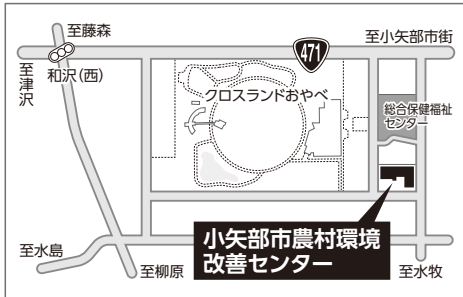 至藤森
471
至小矢部市街
至津沢
和沢(西)
クロスランドおやべ
総合保健福祉
センター
小矢部市農村環境
改善センター
至水島
至柳原
至水牧